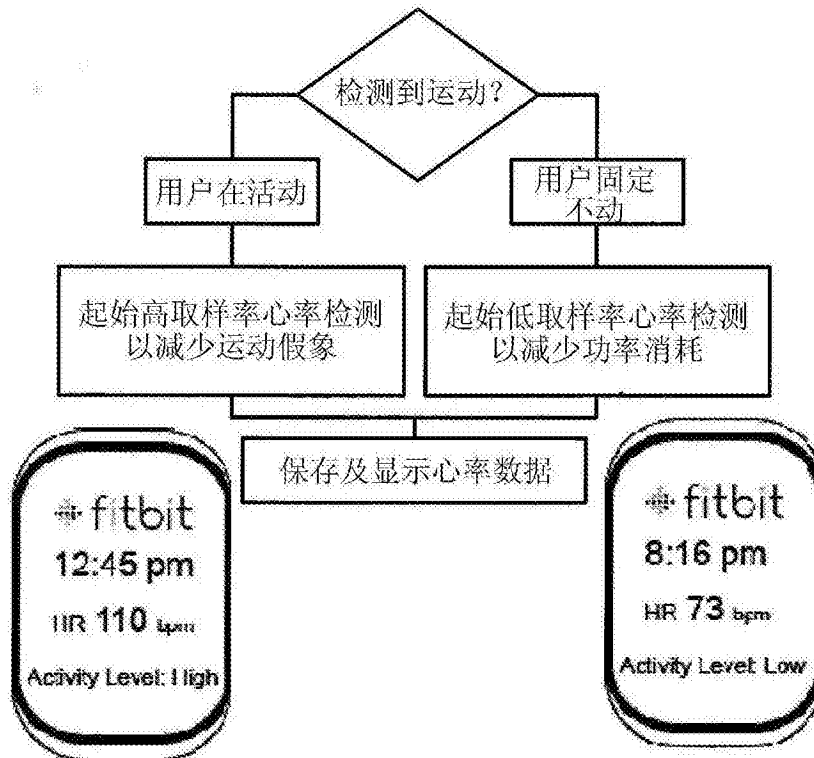 检测到运动?
用户在活动
用户固定
不动
起始高取样率心率检测
以减少运动假象
起始低取样率心率检测
以减少功率消耗
保存及显示心率数据
fitbit
12:45 pm
HR 110 bpm
Activity Level: High
fitbit
8:16 pm
HR 73 bpm
Activity Level: Low